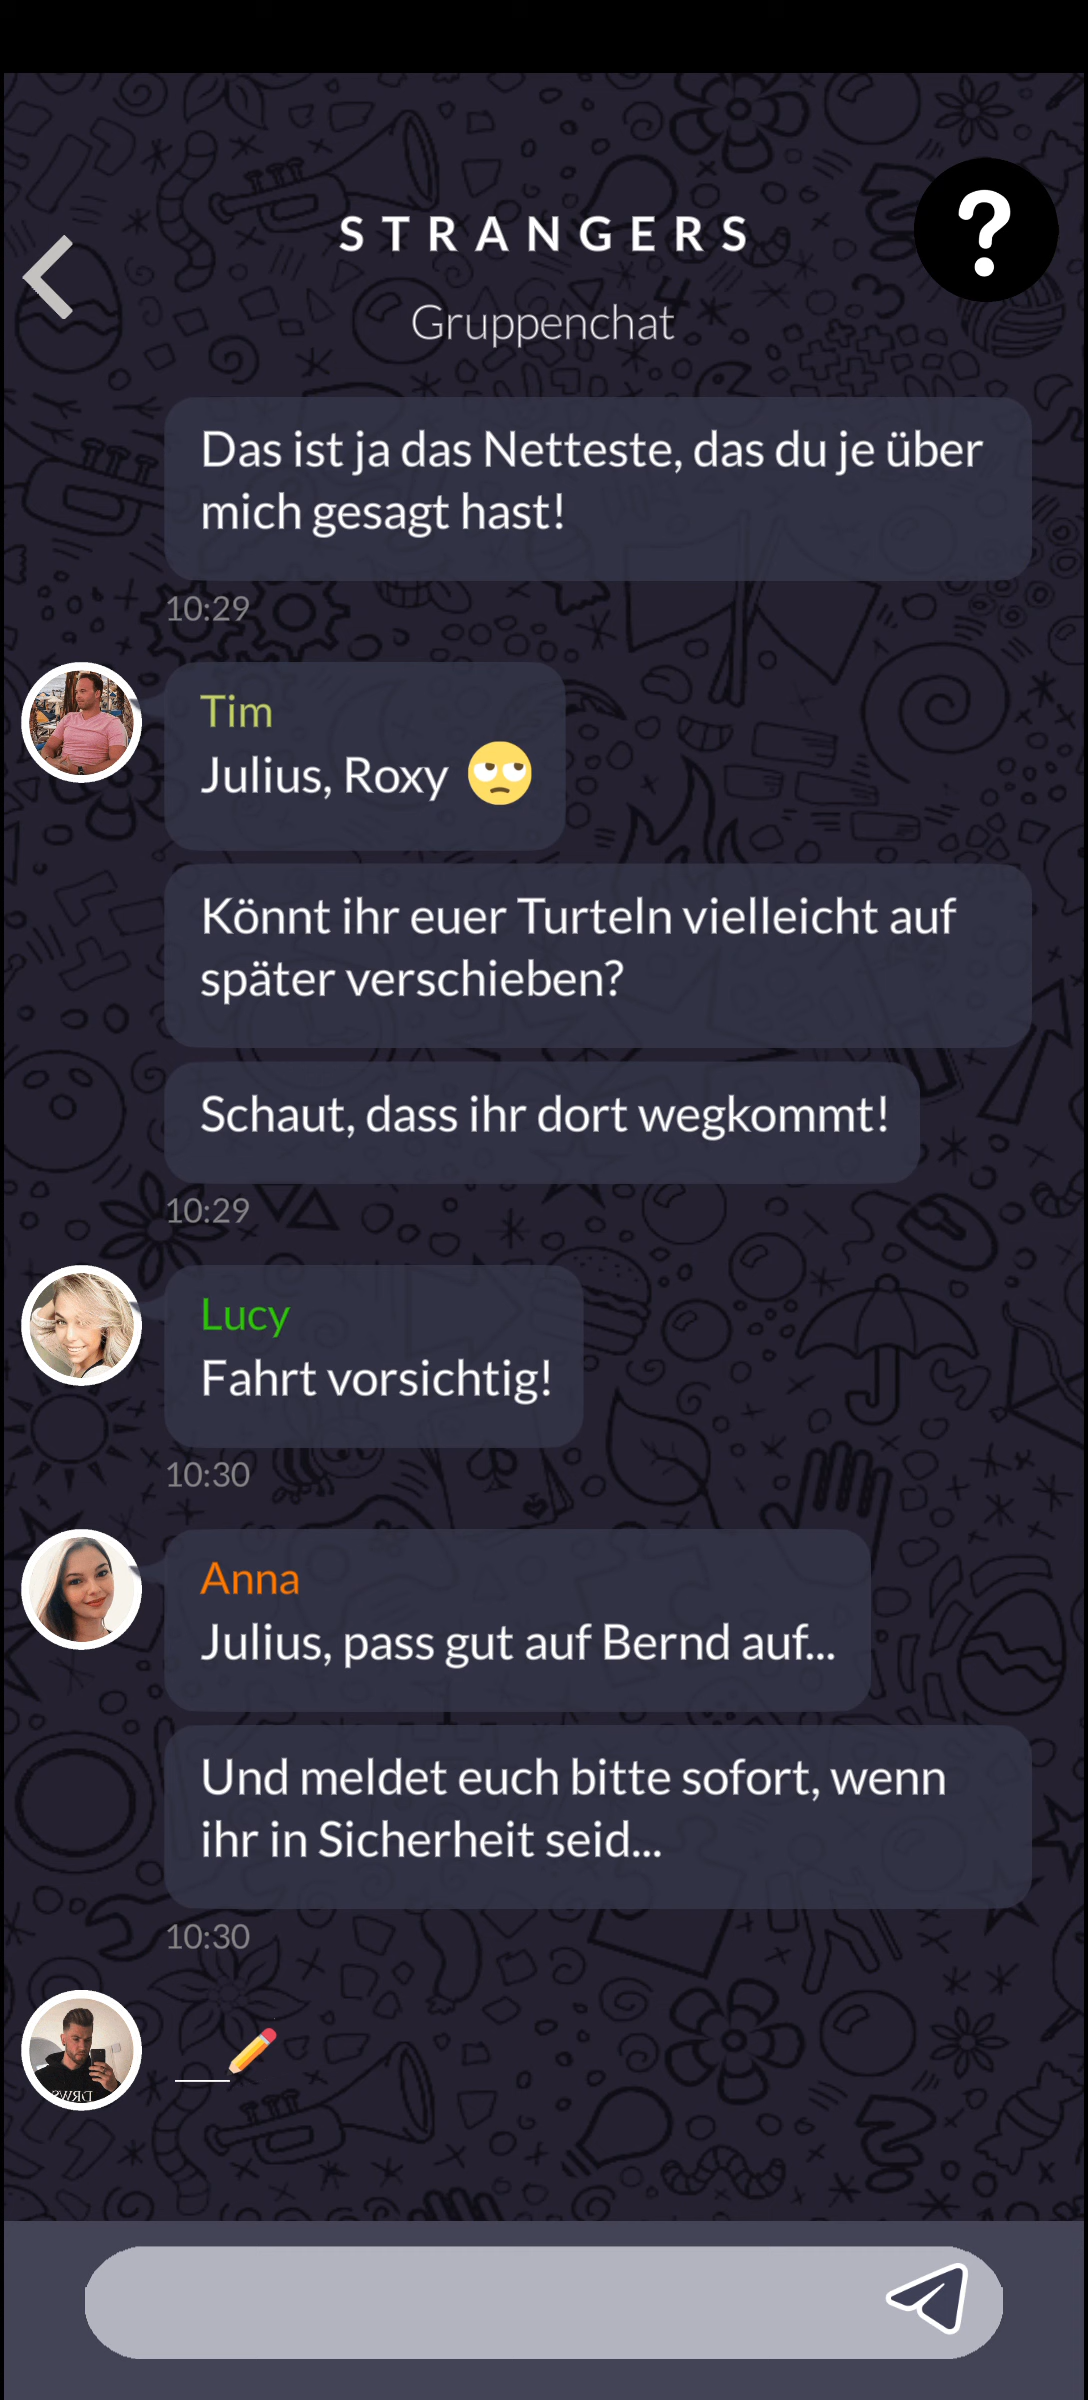 STRANGERS
Gruppenchat
Das ist ja das Netteste, das du je über
mich gesagt hast!
10:29
Tim
Julius, Roxy 🙄
Könnt ihr euer Turteln vielleicht auf
später verschieben?
Schaut, dass ihr dort wegkommt!
10:29
Lucy
Fahrt vorsichtig!
10:30
Anna
Julius, pass gut auf Bernd auf...
Und meldet euch bitte sofort, wenn
ihr in Sicherheit seid...
10:30